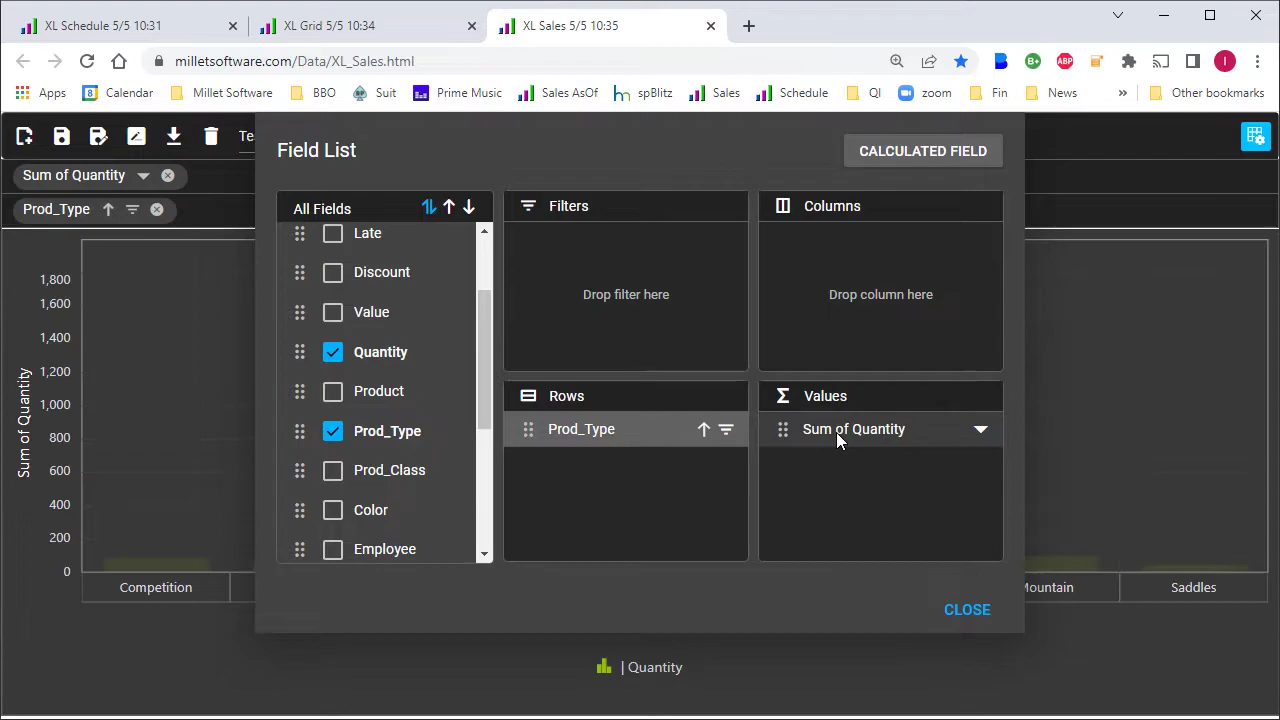 XL Schedule 5/5 10:31
XL Grid 5/5 10:34
XL Sales 5/5 10:35
milletsoftware.com/Data/XL_Sales.html
Apps
Calendar
Millet Software
BBO
Suit
Prime Music
Sales AsOf
spBlitz
Sales
Schedule
QI
zoom
Fin
News
Other bookmarks
Te
Sum of Quantity
Prod_Type
Field List
CALCULATED FIELD
All Fields
Late
Discount
Value
Quantity
Product
Prod_Type
Prod_Class
Color
Employee
Filters
Drop filter here
Columns
Drop column here
Rows
Prod_Type
Values
Sum of Quantity
CLOSE
Sum of Quantity
1,800
1,600
1,400
1,200
1,000
800
600
400
200
0
Competition
Mountain
Saddles
| Quantity